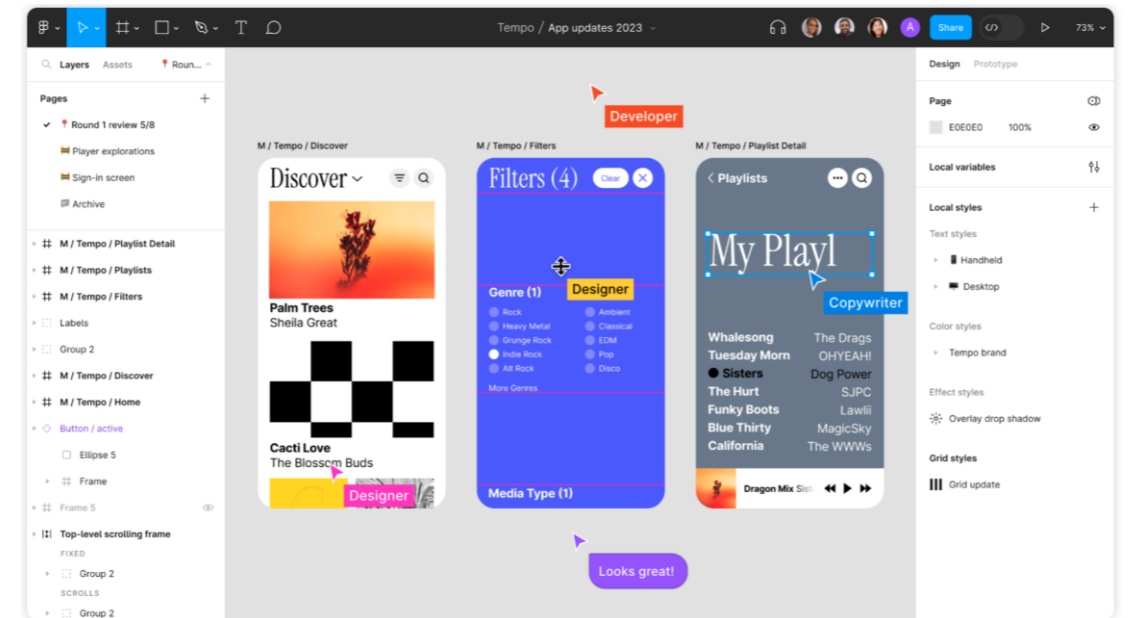 Tempo / App updates 2023
A
Share
73%
Layers Assets Roun...
Pages
Round 1 review 5/8
Player explorations
Sign-in screen
Archive
M / Tempo / Playlist Detail
M / Tempo / Playlists
M / Tempo / Filters
Labels
Group 2
M / Tempo / Discover
M / Tempo / Home
Button / active
Ellipse 5
Frame
Frame 5
Top-level scrolling frame
FIXED
Group 2
SCROLLS
Group 2
Developer
M / Tempo / Discover
Discover
Palm Trees
Sheila Great
Cacti Love
The Blossom Buds
Designer
M / Tempo / Filters
Filters (4)
Clear
Designer
Genre (1)
Rock Ambient
Heavy Metal Classical
Grunge Rock EDM
Indie Rock Pop
Alt Rock Disco
More Genres
Media Type (1)
Looks great!
M / Tempo / Playlist Detail
Playlists
My Playl
Copywriter
Whalesong The Drags
Tuesday Morn OHYEAH!
Sisters Dog Power
The Hurt SJPC
Funky Boots Lawlii
Blue Thirty MagicSky
California The WWWs
Dragon Mix Sist
Design Prototype
Page
E0E0E0 100%
Local variables
Local styles
Text styles
Handheld
Desktop
Color styles
Tempo brand
Effect styles
Overlay drop shadow
Grid styles
Grid update